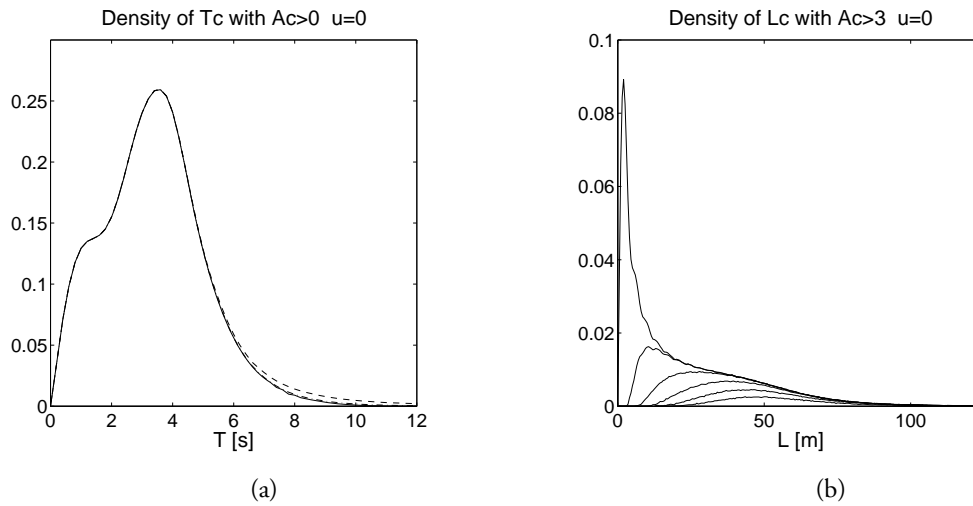 Density of Tc with Ac>0 u=0
0.25
0.2
0.15
0.1
0.05
0
0 2 4 6 8 10 12
T [s]
(a)
Density of Lc with Ac>3 u=0
0.1
0.08
0.06
0.04
0.02
0
0 50 100
L [m]
(b)